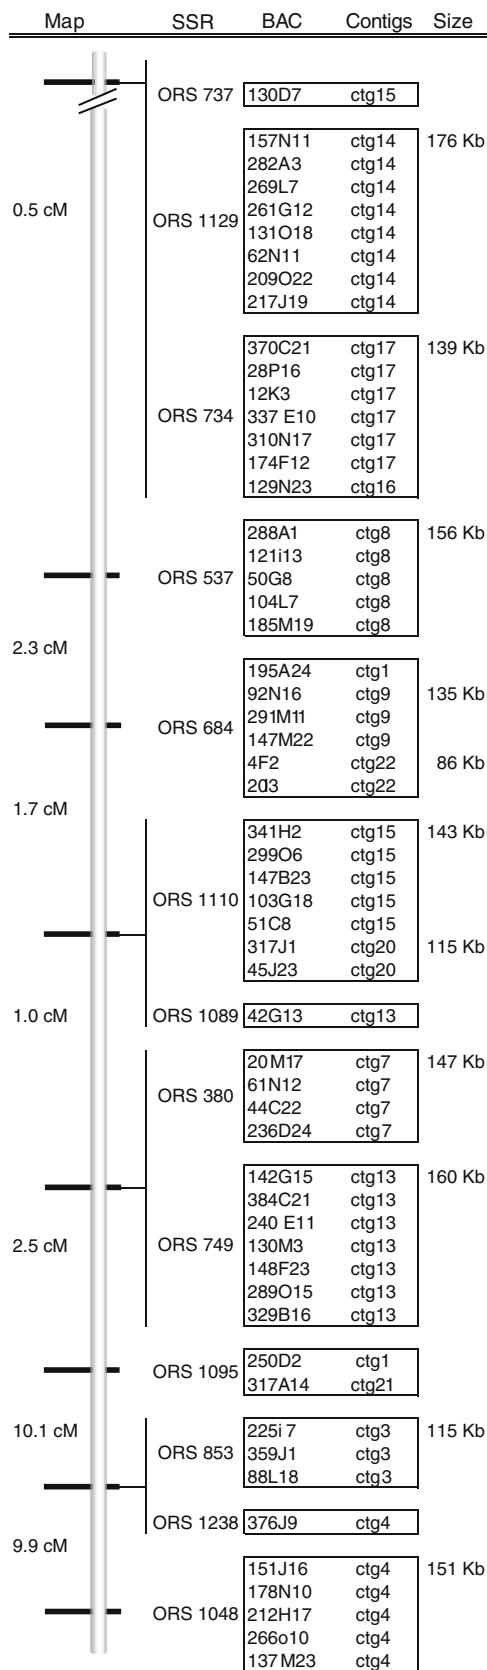 Map SSR BAC Contigs Size
ORS 737 130D7 ctg15
157N11 ctg14 176 Kb
282A3 ctg14
269L7 ctg14
0.5 cM 261G12 ctg14
ORS 1129 131O18 ctg14
62N11 ctg14
209O22 ctg14
217J19 ctg14
370C21 ctg17 139 Kb
28P16 ctg17
12K3 ctg17
ORS 734 337 E10 ctg17
310N17 ctg17
174F12 ctg17
129N23 ctg16
288A1 ctg8 156 Kb
121i13 ctg8
ORS 537 50G8 ctg8
104L7 ctg8
185M19 ctg8
2.3 cM
195A24 ctg1
92N16 ctg9 135 Kb
ORS 684 291M11 ctg9
147M22 ctg9
4F2 ctg22 86 Kb
ctg22
1.7 cM
341H2 ctg15 143 Kb
299O6 ctg15
147B23 ctg15
ORS 1110 103G18 ctg15
51C8 ctg15
317J1 ctg20 115 Kb
45J23 ctg20
1.0 cM ORS 1089 42G13 ctg13
20M17 ctg7 147 Kb
61N12 ctg7
ORS 380 44C22 ctg7
236D24 ctg7
142G15 ctg13 160 Kb
384C21 ctg13
240 E11 ctg13
2.5 cM ORS 749 130M3 ctg13
148F23 ctg13
289O15 ctg13
329B16 ctg13
250D2 ctg1
ORS 1095 317A14 ctg21
10.1 cM 225i 7 ctg3 115 Kb
ORS 853 359J1 ctg3
88L18 ctg3
ORS 1238 376J9 ctg4
9.9 cM
151J16 ctg4 151 Kb
178N10 ctg4
ORS 1048 212H17 ctg4
266o10 ctg4
137M23 ctg4